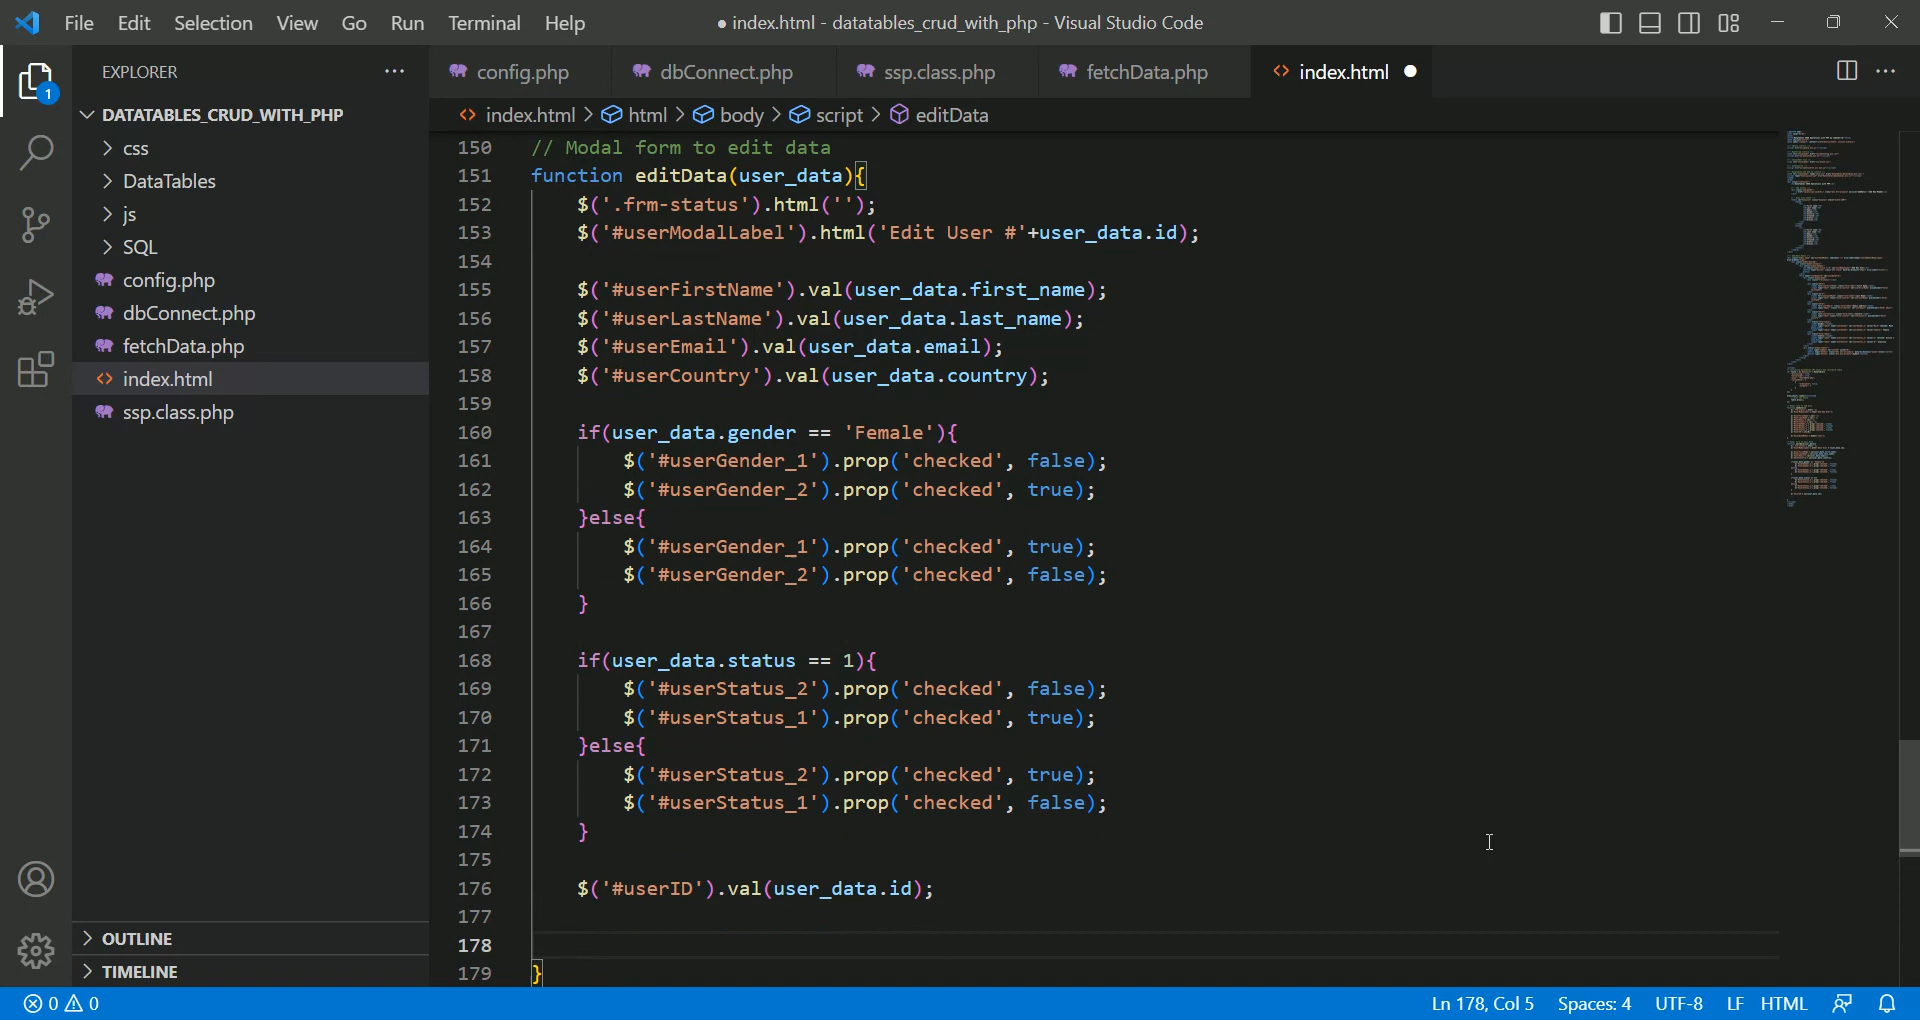 File Edit Selection View Go Run Terminal Help
● index.html - datatables_crud_with_php - Visual Studio Code
EXPLORER
1
DATATABLES_CRUD_WITH_PHP
css
DataTables
js
SQL
config.php
dbConnect.php
fetchData.php
index.html
ssp.class.php
OUTLINE
TIMELINE
config.php dbConnect.php ssp.class.php fetchData.php index.html
index.html > html > body > script > editData
150 // Modal form to edit data
151 function editData(user_data){
152 $('.frm-status').html('');
153 $('#userModalLabel').html('Edit User #'+user_data.id);
154
155 $('#userFirstName').val(user_data.first_name);
156 $('#userLastName').val(user_data.last_name);
157 $('#userEmail').val(user_data.email);
158 $('#userCountry').val(user_data.country);
159
160 if(user_data.gender == 'Female'){
161 $('#userGender_1').prop('checked', false);
162 $('#userGender_2').prop('checked', true);
163 }else{
164 $('#userGender_1').prop('checked', true);
165 $('#userGender_2').prop('checked', false);
166 }
167
168 if(user_data.status == 1){
169 $('#userStatus_2').prop('checked', false);
170 $('#userStatus_1').prop('checked', true);
171 }else{
172 $('#userStatus_2').prop('checked', true);
173 $('#userStatus_1').prop('checked', false);
174 }
175
176 $('#userID').val(user_data.id);
177
178
179 }
0 0 Ln 178, Col 5 Spaces: 4 UTF-8 LF HTML